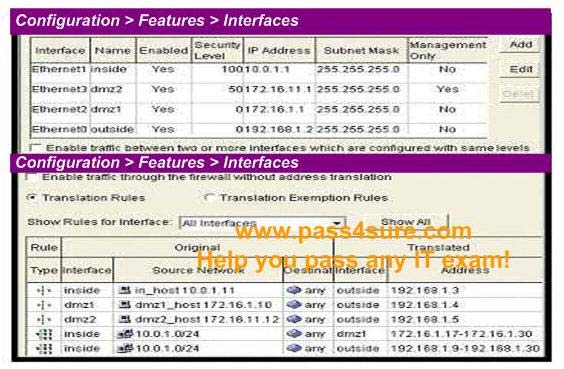 Configuration > Features > Interfaces
Interface Name Enabled Security Level IP Address Subnet Mask Management Only Add
Ethernet1 inside Yes 100 10.0.1.1 255.255.255.0 No Edit
Ethernet3 dmz2 Yes 50 172.16.11.1 255.255.255.0 Yes Delet
Ethernet2 dmz1 Yes 0 172.16.1.1 255.255.255.0 No
Ethernet0 outside Yes 0 192.168.1.2 255.255.255.0 No
Enable traffic between two or more interfaces which are configured with same levels
Configuration > Features > Interfaces
Enable traffic through the firewall without address translation
Translation Rules Translation Exemption Rules
Show Rules for Interface: All Interfaces Show All
www.pass4sure.com
Rule Original Translated
Help you pass any IT exam!
Type Interface Source Network Destinat Interface Address
inside in_host 10.0.1.11 any outside 192.168.1.3
dmz1 dmz1_host 172.16.1.10 any outside 192.168.1.4
dmz2 dmz2_host 172.16.11.12 any outside 192.168.1.5
inside 10.0.1.0/24 any dmz1 172.16.1.17-172.16.1.30
inside 10.0.1.0/24 any outside 192.168.1.9-192.168.1.30